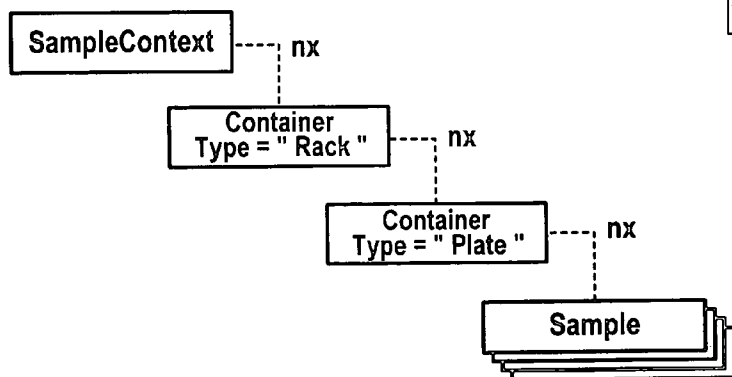 SampleContext
nx
Container
Type = " Rack "
nx
Container
Type = " Plate "
nx
Sample